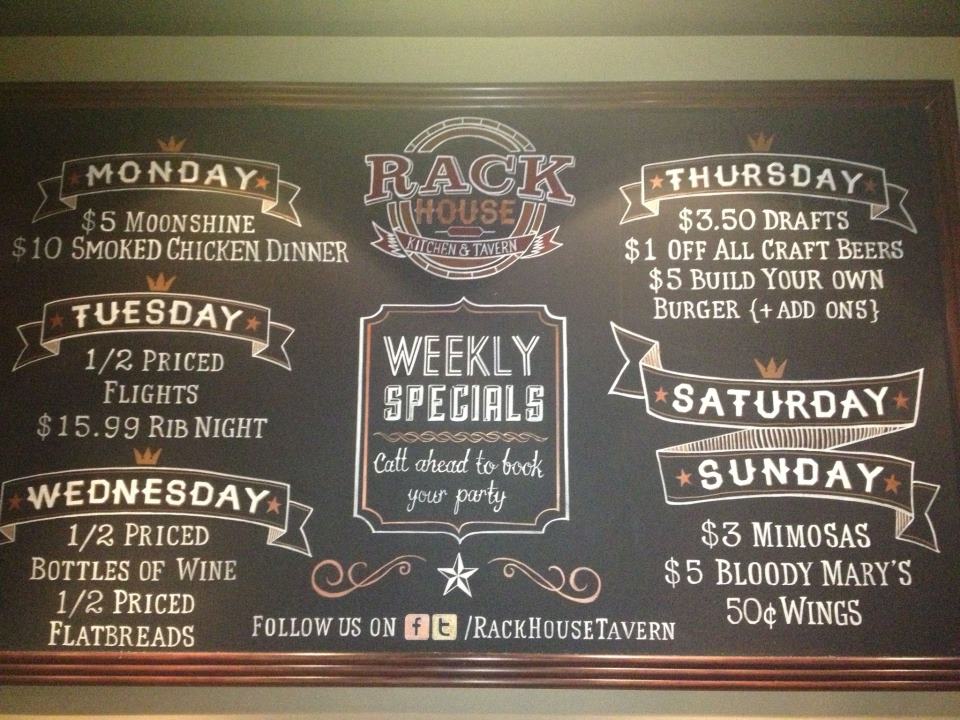 MONDAY
$5 MOONSHINE
$10 SMOKED CHICKEN DINNER
TUESDAY
1/2 PRICED
FLIGHTS
$15.99 RIB NIGHT
WEDNESDAY
1/2 PRICED
BOTTLES OF WINE
1/2 PRICED
FLATBREADS
RACK
HOUSE
KITCHEN & TAVERN
WEEKLY
SPECIALS
Call ahead to book
your party
FOLLOW US ON f t /RACKHOUSETAVERN
THURSDAY
$3.50 DRAFTS
$1 OFF ALL CRAFT BEERS
$5 BUILD YOUR OWN
BURGER {+ ADD ONS}
SATURDAY
SUNDAY
$3 MIMOSAS
$5 BLOODY MARY'S
50¢ WINGS